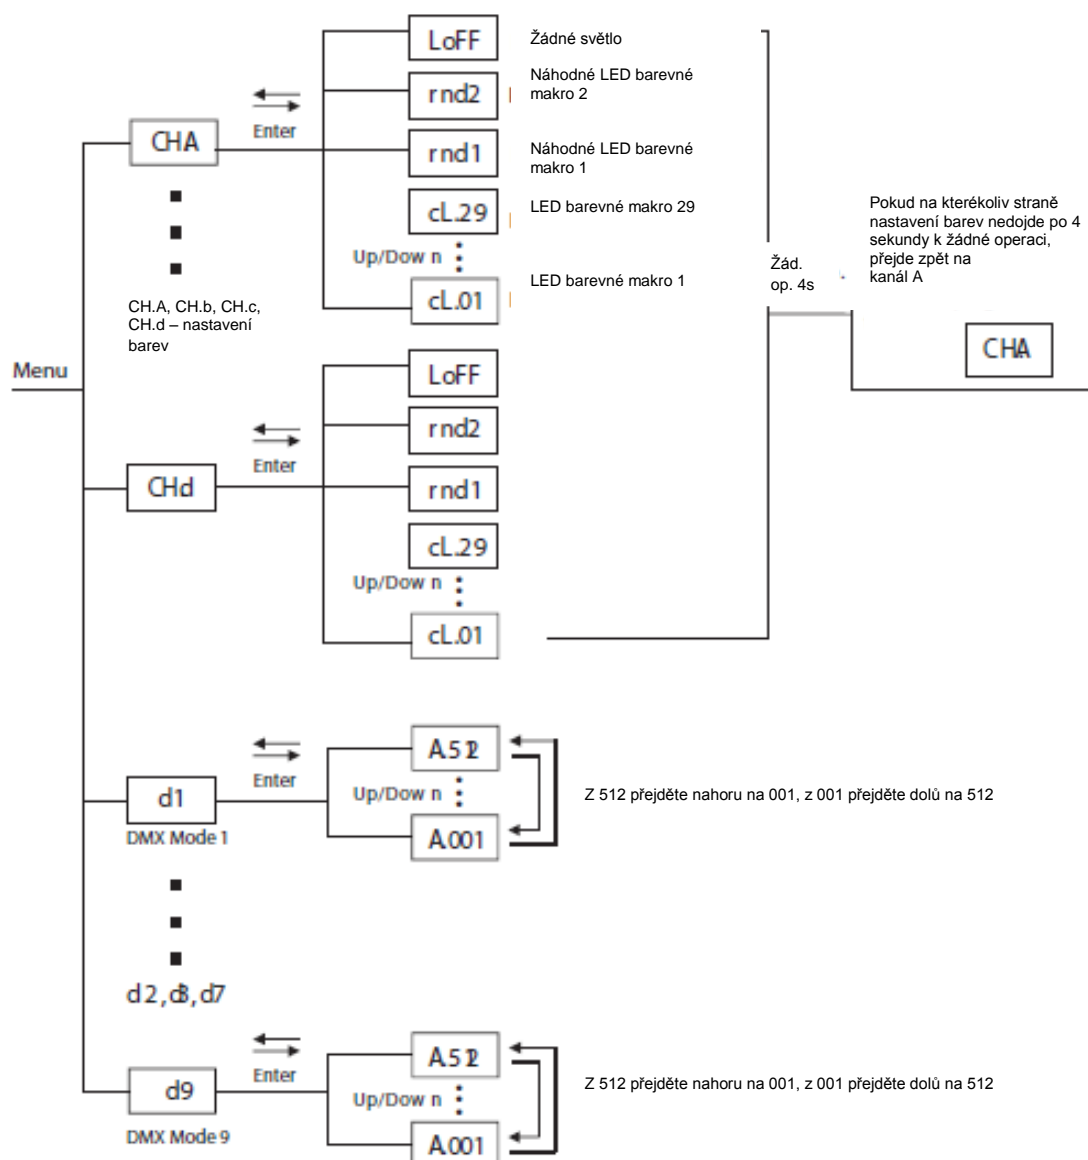 LoFF
Žádné světlo
rnd2
Náhodné LED barevné
makro 2
CHA
Enter
rnd1
Náhodné LED barevné
makro 1
cL.29
LED barevné makro 29
Up/Dow n
cL.01
LED barevné makro 1
CH.A, CH.b, CH.c,
CH.d – nastavení
barev
Žád.
op. 4s
Pokud na kterékoliv straně
nastavení barev nedojde po 4
sekundy k žádné operaci,
přejde zpět na
kanál A
CHA
Menu
LoFF
rnd2
CHd
Enter
rnd1
cL.29
Up/Dow n
cL.01
d1
DMX Mode 1
Enter
A.512
Up/Dow n
A.001
Z 512 přejděte nahoru na 001, z 001 přejděte dolů na 512
d2, d3, d7
d9
DMX Mode 9
Enter
A.512
Up/Dow n
A.001
Z 512 přejděte nahoru na 001, z 001 přejděte dolů na 512